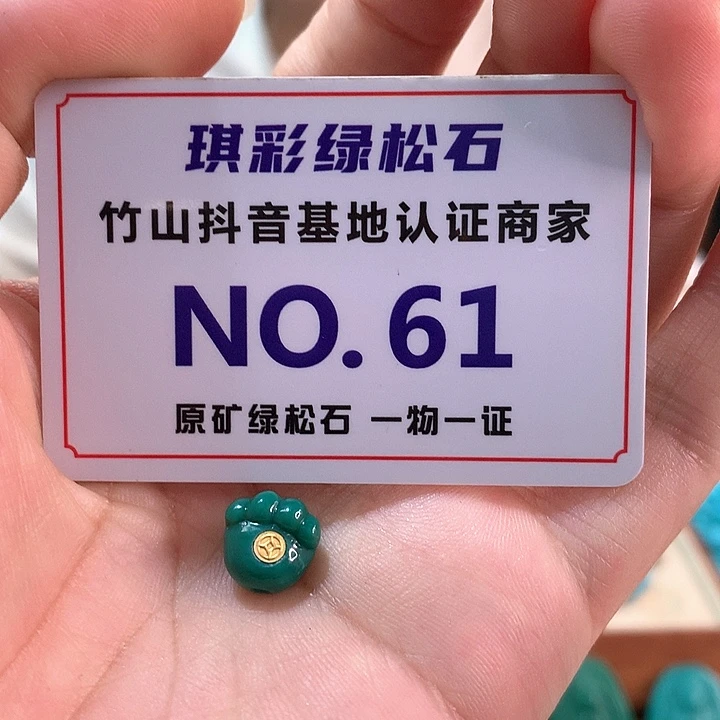 琪彩绿松石
竹山抖音基地认证商家
NO.61
原矿绿松石 一物一证